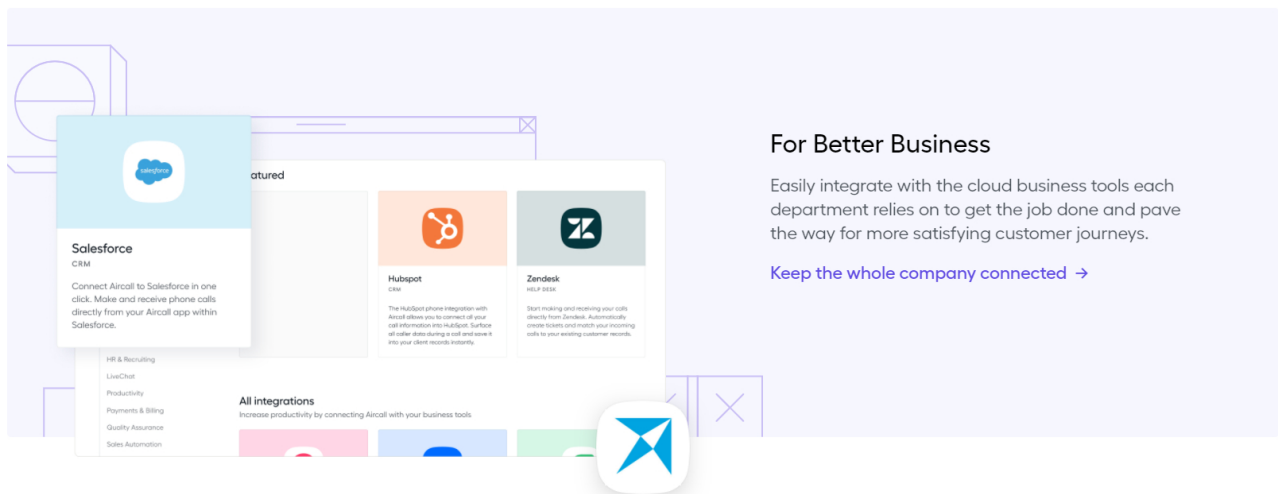 For Better Business
Easily integrate with the cloud business tools each
department relies on to get the job done and pave
the way for more satisfying customer journeys.
Keep the whole company connected →
salesforce
Salesforce
CRM
Connect Aircall to Salesforce in one
click. Make and receive phone calls
directly from your Aircall app within
Salesforce.
Hubspot
CRM
The HubSpot phone integration with
Aircall allows you to connect all your
call information into HubSpot. Surface
all caller data during a call and save it
into your client records instantly.
Zendesk
HELP DESK
Start making and receiving your calls
directly from Zendesk. Automatically
create tickets and match your incoming
calls to your existing customer records.
HR & Recruiting
LiveChat
Productivity
Payments & Billing
Quality Assurance
Sales Automation
All integrations
Increase productivity by connecting Aircall with your business tools